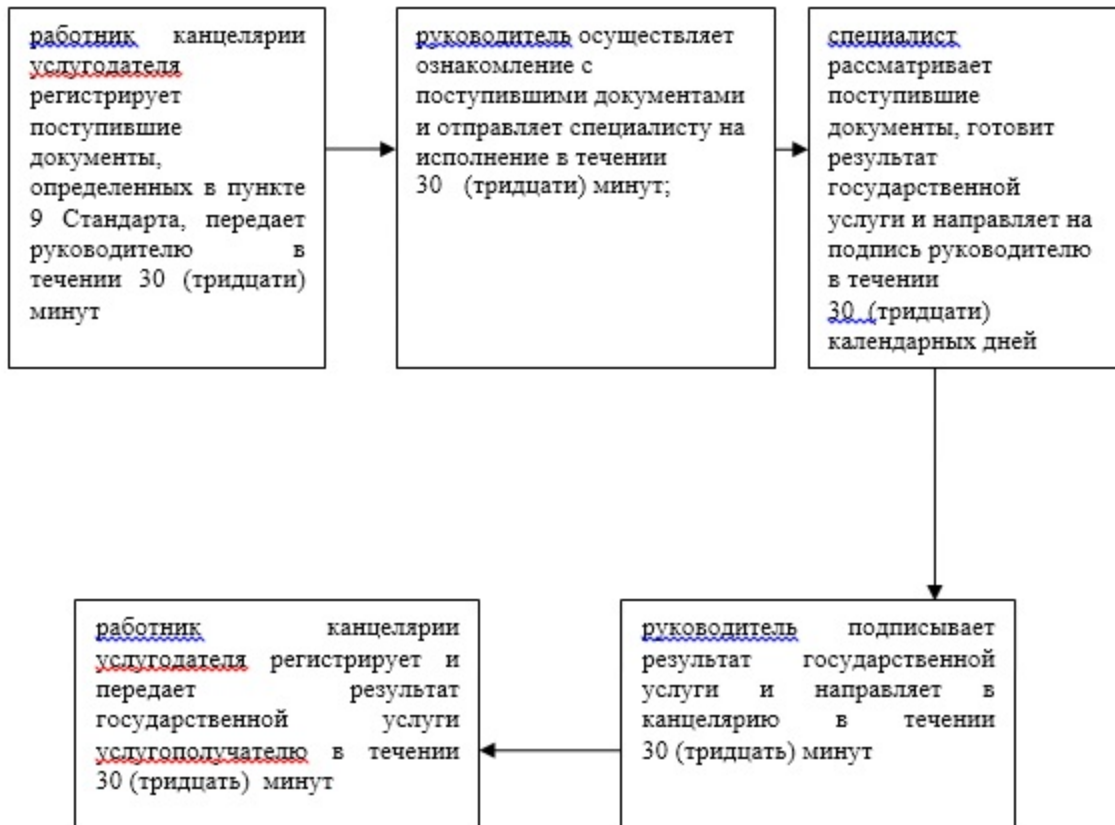 работник канцелярии
услугодателя
регистрирует
поступившие
документы,
определенных в пункте
9 Стандарта, передает
руководителю в
течении 30 (тридцати)
минут
руководитель осуществляет
ознакомление с
поступившими документами
и отправляет специалисту на
исполнение в течении
30 (тридцати) минут;
специалист
рассматривает
поступившие
документы, готовит
результат
государственной
услуги и направляет на
подпись руководителю
в течении
30 (тридцати)
календарных дней
руководитель подписывает
результат государственной
услуги и направляет в
канцелярию в течении
30 (тридцать) минут
работник канцелярии
услугодателя регистрирует и
передает результат
государственной услуги
услугополучателю в течении
30 (тридцать) минут